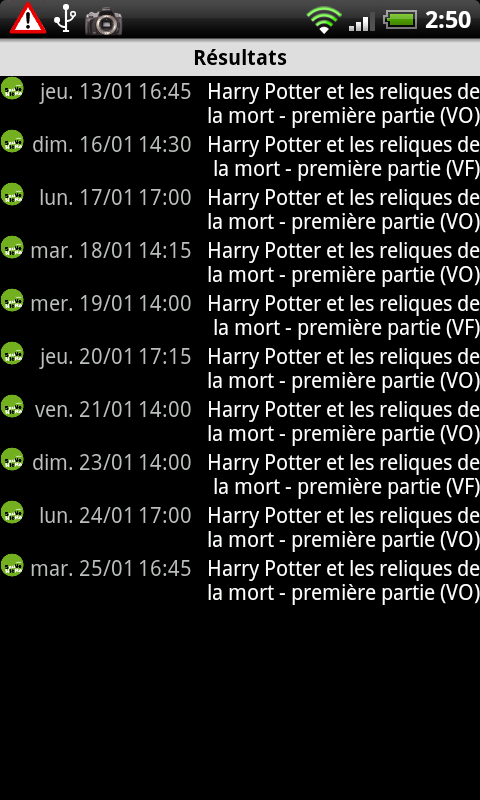 2:50
Résultats
jeu. 13/01 16:45 Harry Potter et les reliques de
la mort - première partie (VO)
dim. 16/01 14:30 Harry Potter et les reliques de
la mort - première partie (VF)
lun. 17/01 17:00 Harry Potter et les reliques de
la mort - première partie (VO)
mar. 18/01 14:15 Harry Potter et les reliques de
la mort - première partie (VO)
mer. 19/01 14:00 Harry Potter et les reliques de
la mort - première partie (VF)
jeu. 20/01 17:15 Harry Potter et les reliques de
la mort - première partie (VO)
ven. 21/01 14:00 Harry Potter et les reliques de
la mort - première partie (VO)
dim. 23/01 14:00 Harry Potter et les reliques de
la mort - première partie (VF)
lun. 24/01 17:00 Harry Potter et les reliques de
la mort - première partie (VO)
mar. 25/01 16:45 Harry Potter et les reliques de
la mort - première partie (VO)